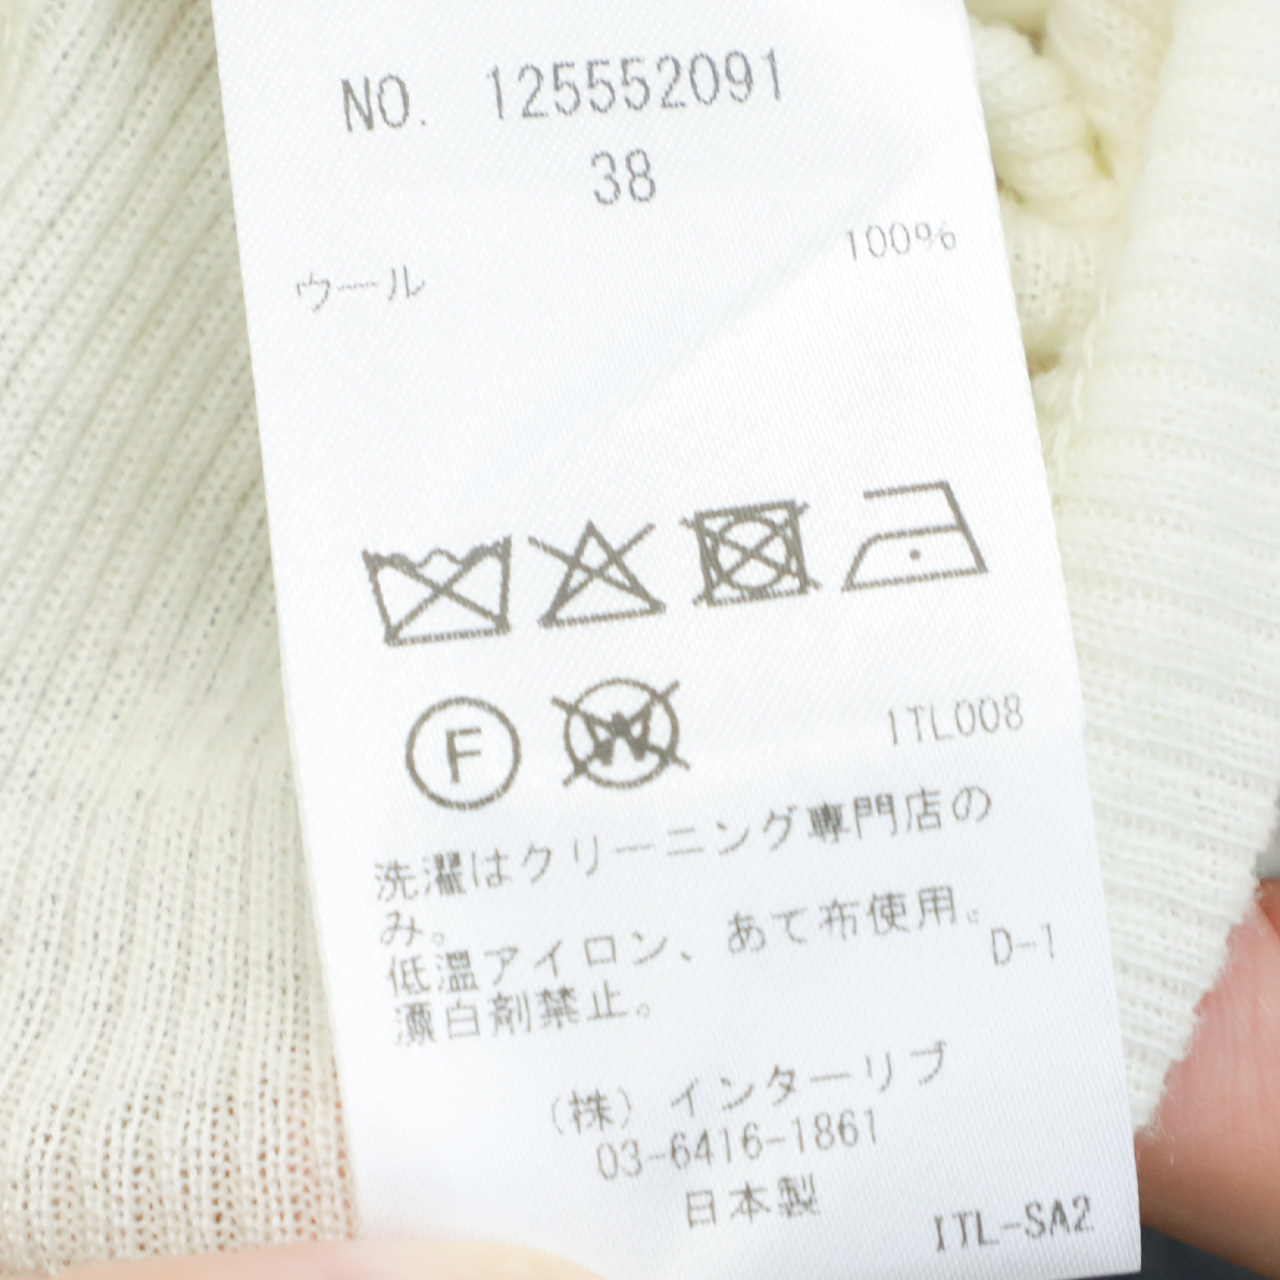 NO. 125552091
38
ウール 100%
F W
ITL008
洗濯はクリーニング専門店の
み。
低温アイロン、あて布使用。
漂白剤禁止。 D-1
(株) インターリブ
03-6416-1861
日本製
ITL-SA2